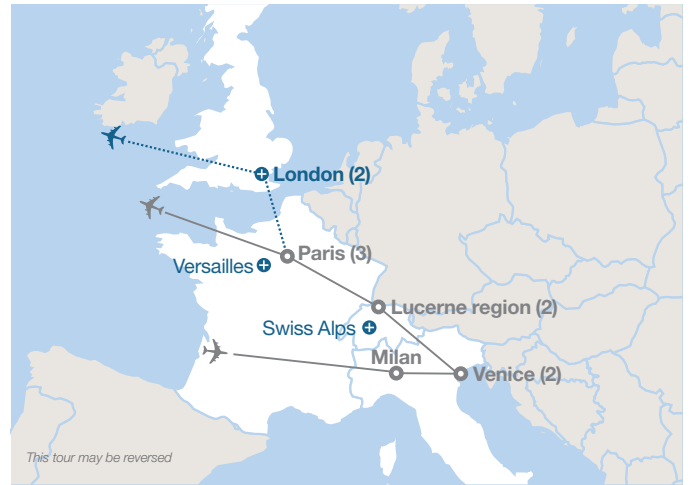 London (2)
Paris (3)
Versailles
Lucerne region (2)
Swiss Alps
Milan
Venice (2)
This tour may be reversed